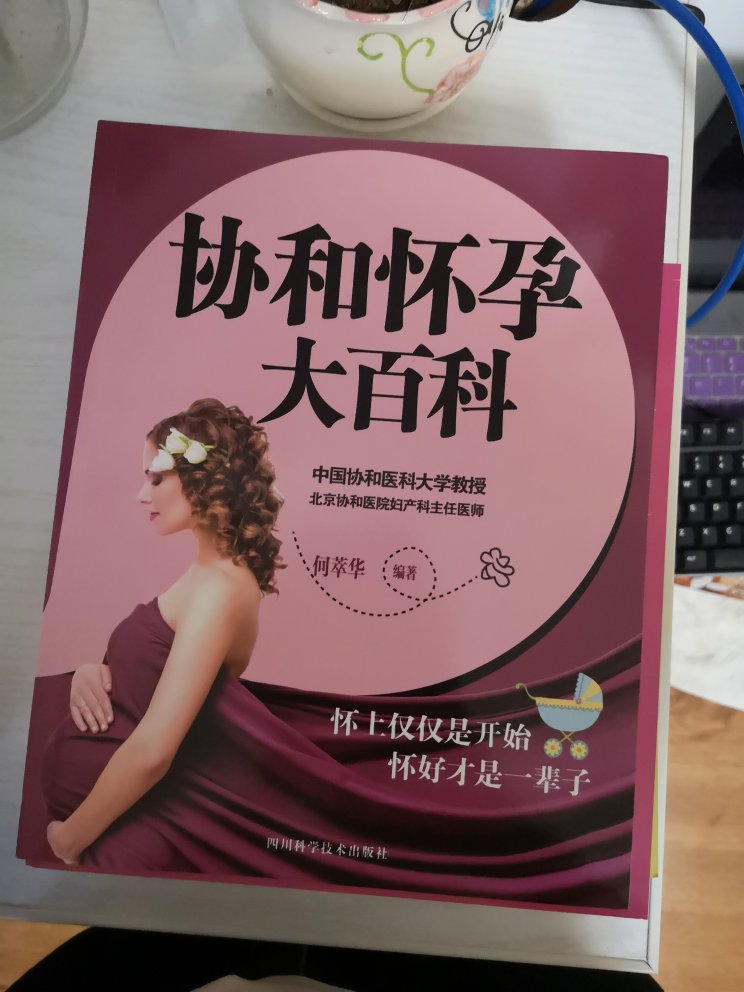 协和怀孕
大百科
中国协和医科大学教授
北京协和医院妇产科主任医师
何萃华 编著
怀上仅仅是开始
怀好才是一辈子
四川科学技术出版社